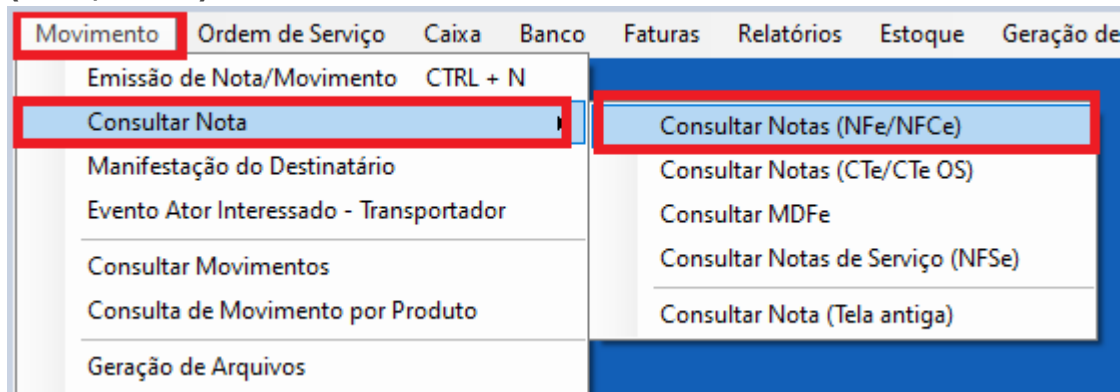 Movimento Ordem de Serviço Caixa Banco Faturas Relatórios Estoque Geração de
Emissão de Nota/Movimento CTRL + N
Consultar Nota
Manifestação do Destinatário
Evento Ator Interessado - Transportador
Consultar Movimentos
Consulta de Movimento por Produto
Geração de Arquivos
Consultar Notas (NFe/NFCe)
Consultar Notas (CTe/CTe OS)
Consultar MDFe
Consultar Notas de Serviço (NFSe)
Consultar Nota (Tela antiga)